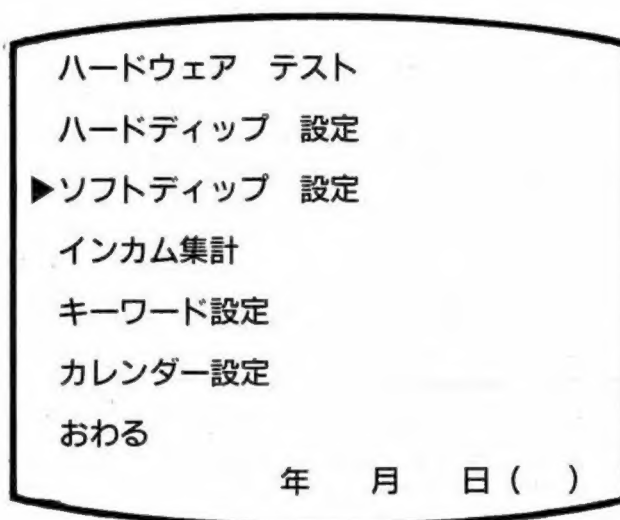 ハードウェア　テスト
ハードディップ　設定
▶ソフトディップ　設定
インカム集計
キーワード設定
カレンダー設定
おわる
年　月　日（　）